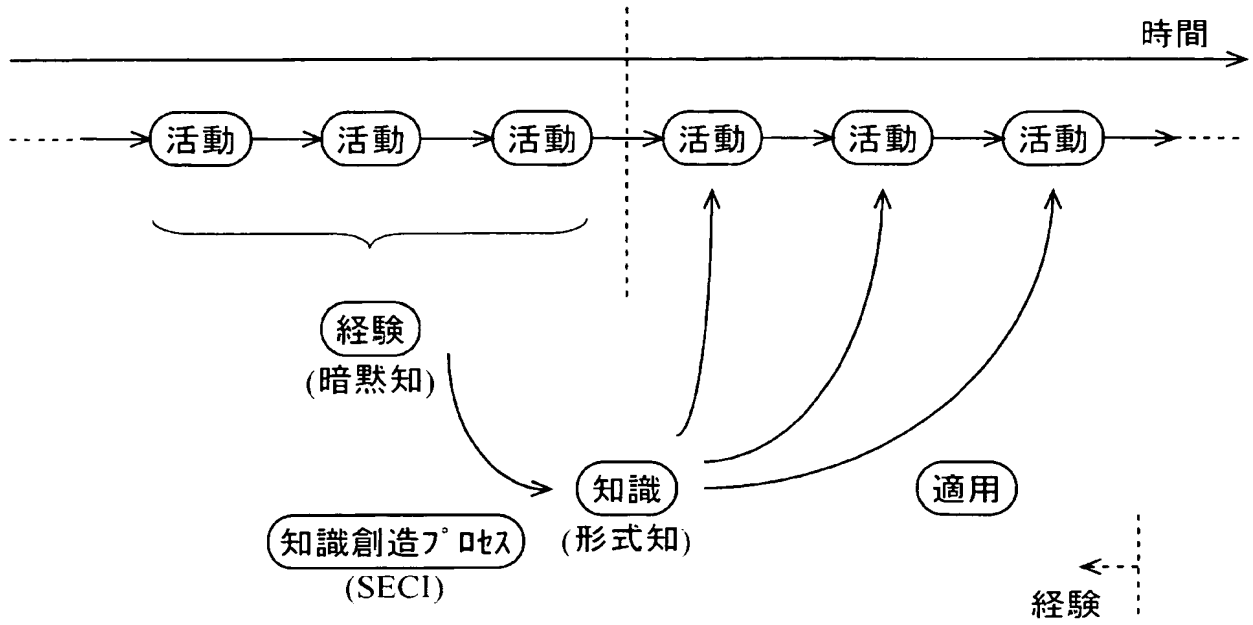 時間
活動 活動 活動 活動 活動 活動
経験
(暗黙知)
知識 適用
知識創造プロセス (形式知)
(SECI)
経験